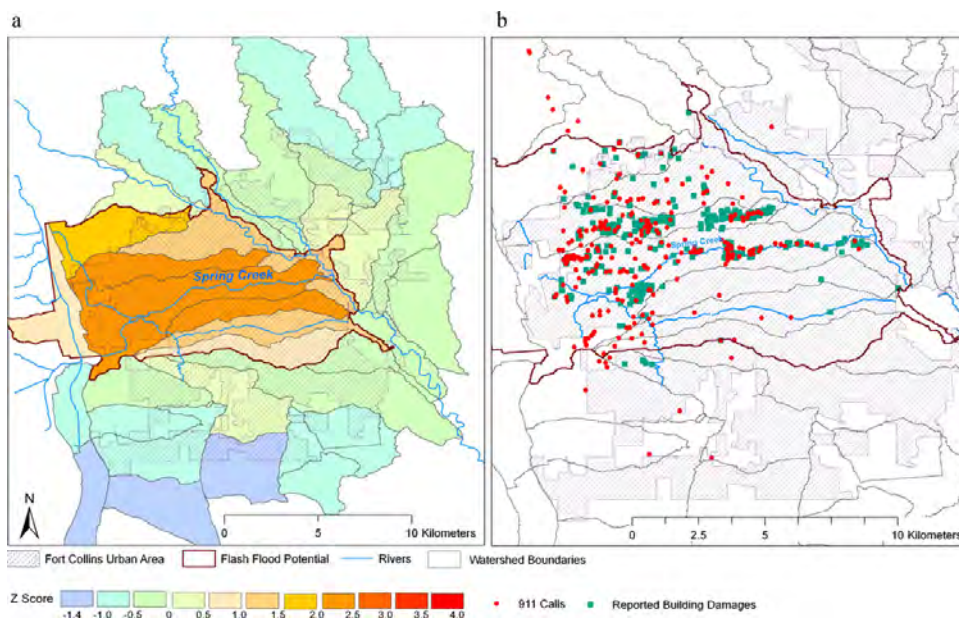 a
b
Spring Creek
Spring Creek
N
0 5 10 Kilometers
0 2.5 5 10 Kilometers
Fort Collins Urban Area Flash Flood Potential Rivers Watershed Boundaries
Z Score -1.4 -1.0 -0.5 0 0.5 1.0 1.5 2.0 2.5 3.0 3.5 4.0
911 Calls Reported Building Damages